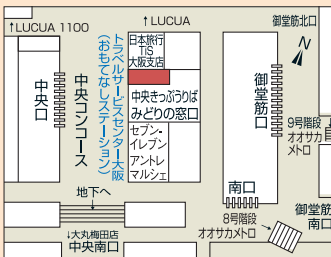 ↑LUCUA 1100
↑LUCUA
御堂筋北口
N
日本旅行
TiS
大阪支店
トラベルサービスセンター大阪
(おもてなしステーション)
中央口
中央コンコース
中央きっぷうりば
みどりの窓口
御堂筋口
セブン-
イレブン
アントレ
マルシェ
9号階段
オオサカ
メトロ
地下へ
南口
御堂筋
南口
8号階段
オオサカメトロ
↓大丸梅田店
中央南口